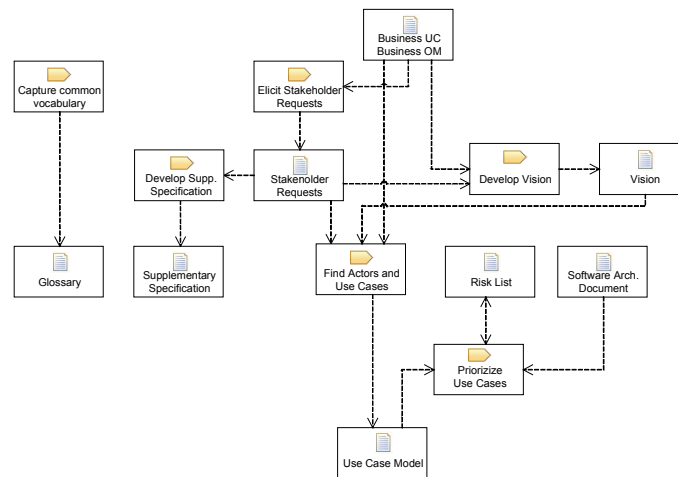 Business UC
Business OM
Capture common
vocabulary
Elicit Stakeholder
Requests
Develop Supp.
Specification
Stakeholder
Requests
Develop Vision
Vision
Glossary
Supplementary
Specification
Find Actors and
Use Cases
Risk List
Software Arch.
Document
Priorizize
Use Cases
Use Case Model